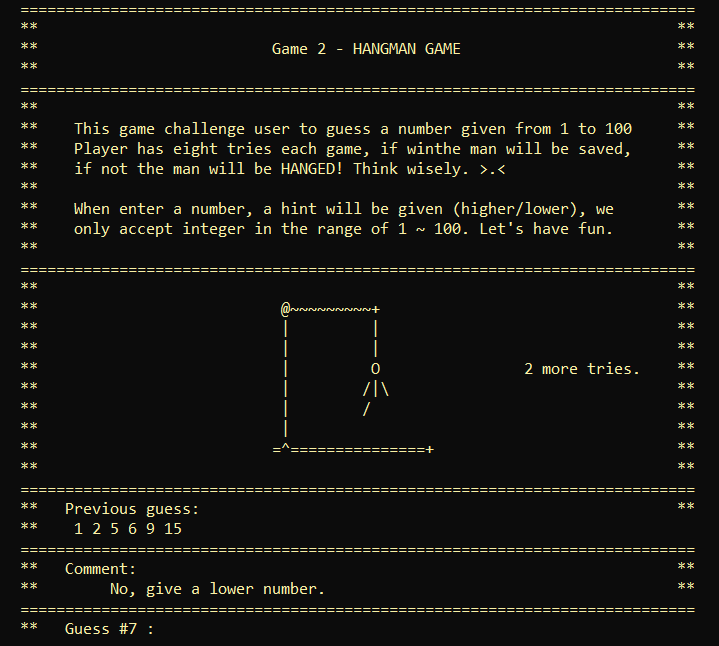 ===========================================================================
** **
** Game 2 - HANGMAN GAME **
** **
===========================================================================
** **
** This game challenge user to guess a number given from 1 to 100 **
** Player has eight tries each game, if winthe man will be saved, **
** if not the man will be HANGED! Think wisely. >.< **
** **
** When enter a number, a hint will be given (higher/lower), we **
** only accept integer in the range of 1 ~ 100. Let's have fun. **
** **
===========================================================================
** **
** @~~~~~~~~~+ **
** | | **
** | | **
** | O 2 more tries. **
** | /|\ **
** | / **
** | **
** =^===============+ **
** **
===========================================================================
** Previous guess: **
** 1 2 5 6 9 15
===========================================================================
** Comment: **
** No, give a lower number. **
===========================================================================
** Guess #7 :